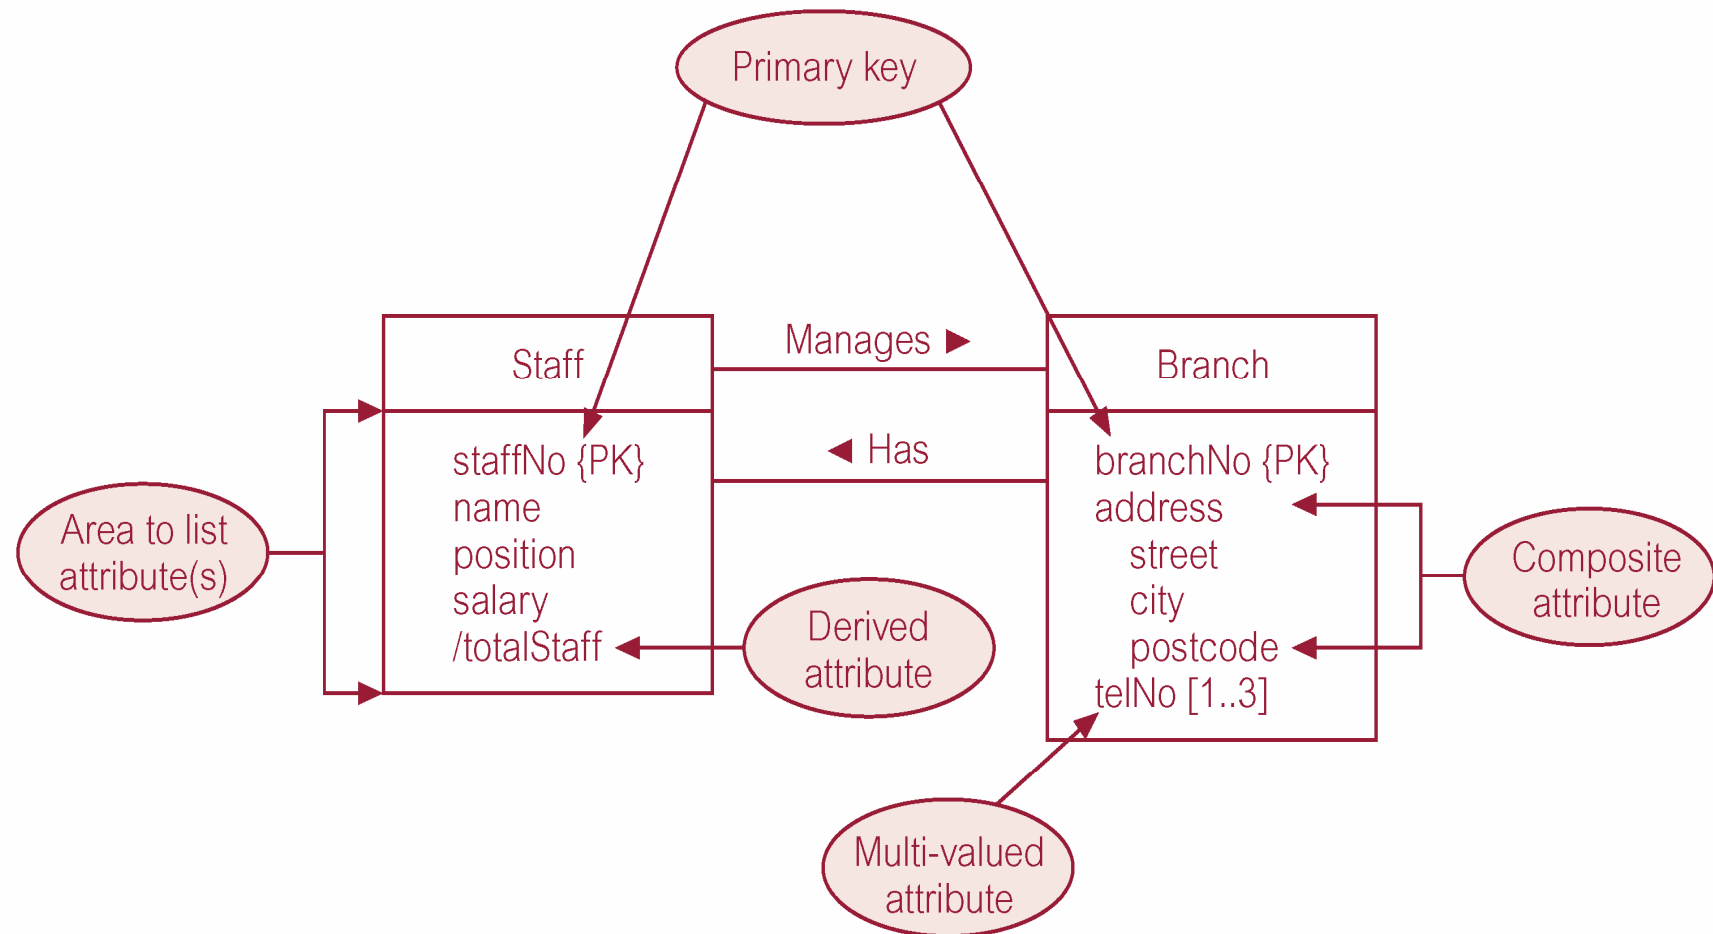 Primary key
Manages ►
Staff
Branch
◄ Has
staffNo {PK}
name
position
salary
/totalStaff
branchNo {PK}
address
street
city
postcode
telNo [1..3]
Area to list
attribute(s)
Derived
attribute
Composite
attribute
Multi-valued
attribute